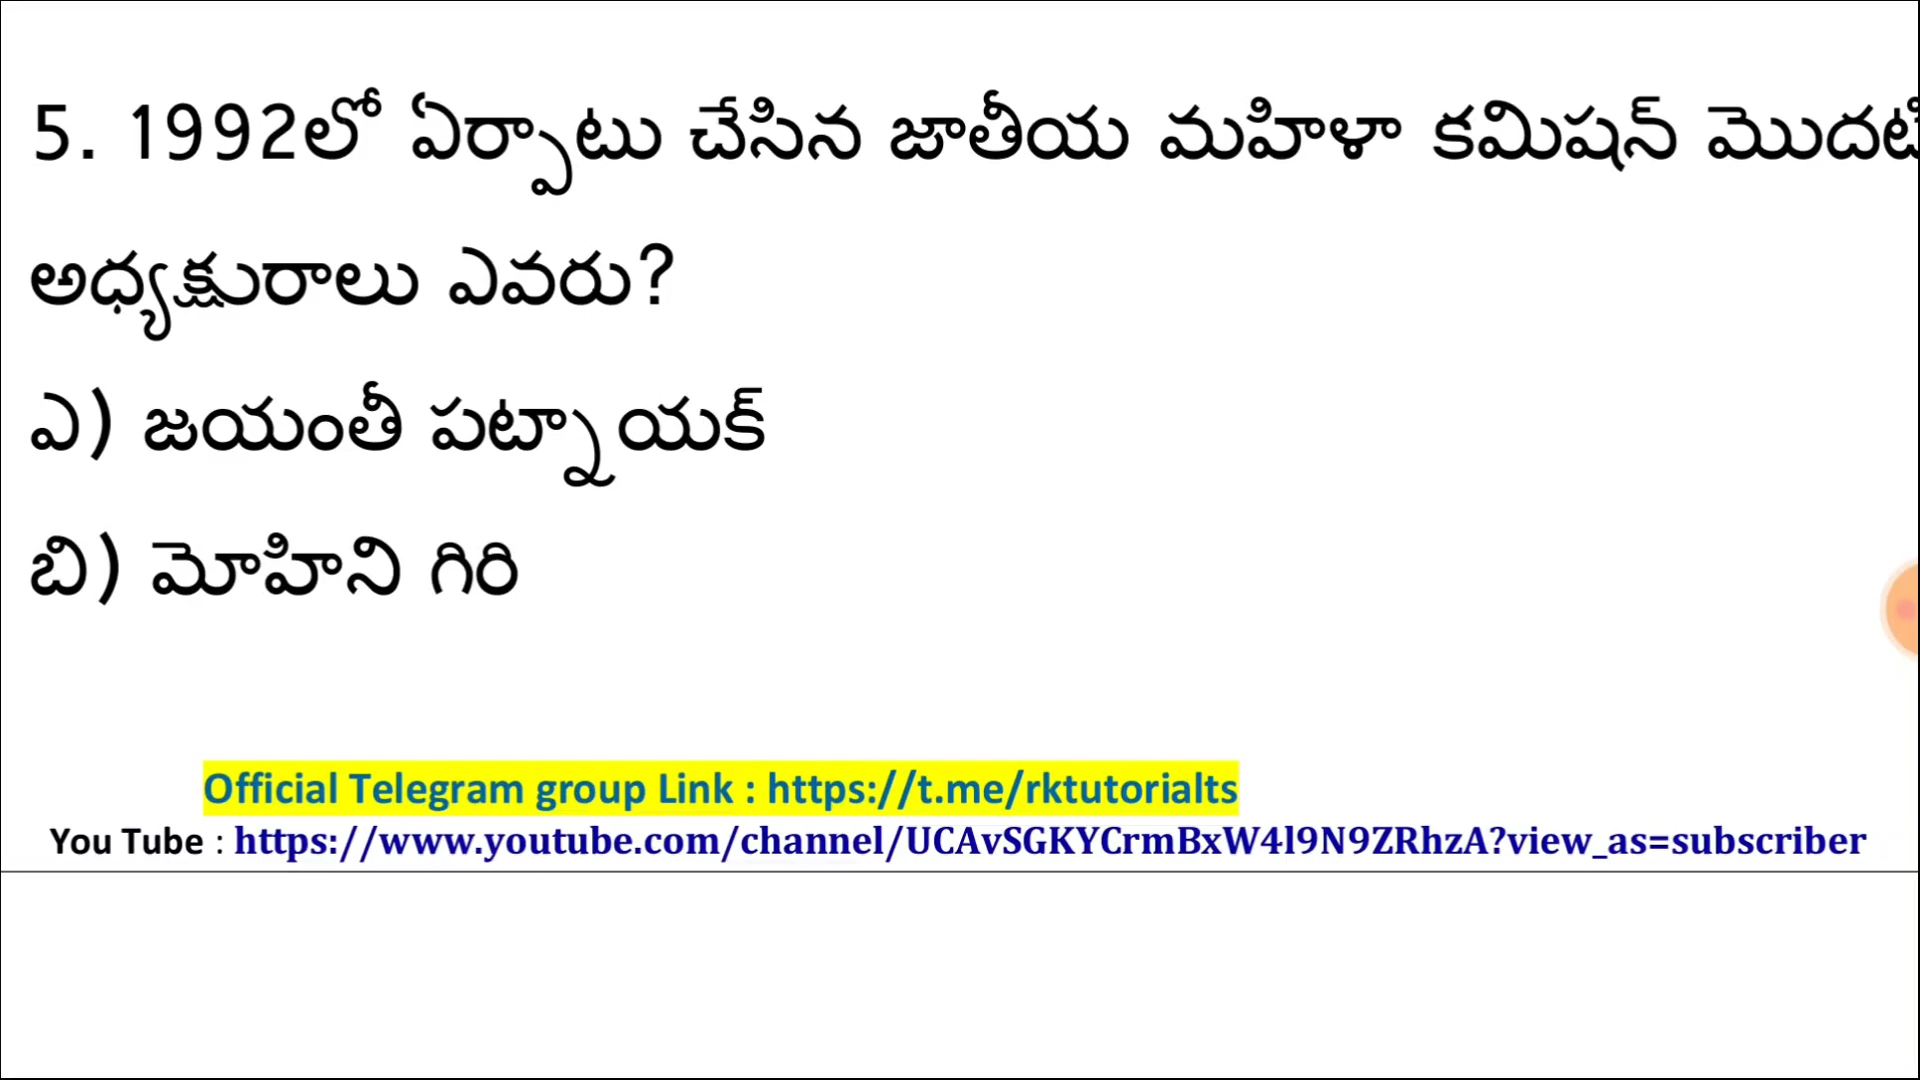 5. 1992లో ఏర్పాటు చేసిన జాతీయ మహిళా కమిషన్ మొదటి
అధ్యక్షురాలు ఎవరు?
ఎ) జయంతీ పట్నాయక్
బి) మోహిని గిరి
Official Telegram group Link : https://t.me/rktutorialts
You Tube : https://www.youtube.com/channel/UCAvSGKYCrmBxW4l9N9ZRhzA?view_as=subscriber